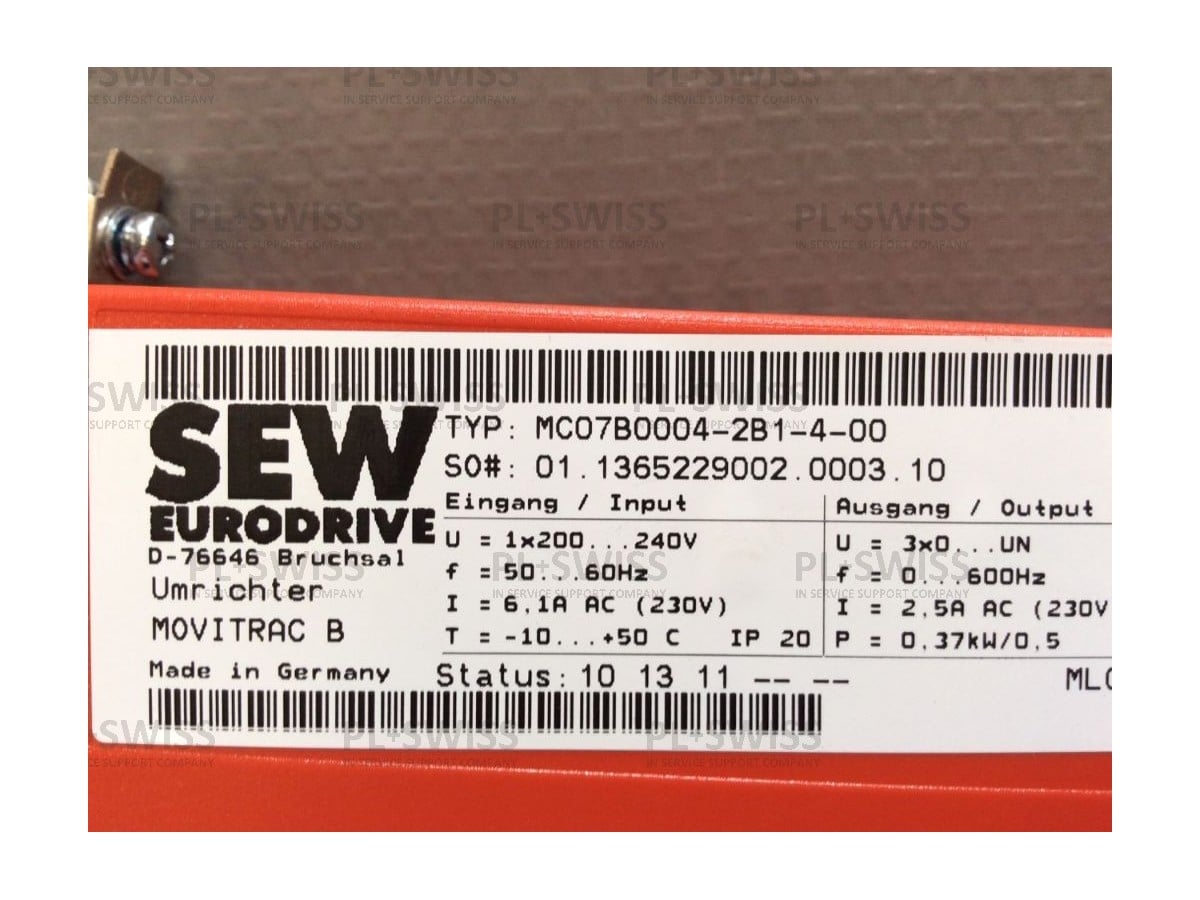 SEW
EURODRIVE
D-76646 Bruchsal
Umrichter
MOVITRAC B
Made in Germany
TYP: MC07B0004-2B1-4-00
SO#: 01.1365229002.0003.10
Eingang / Input
U = 1x200...240V
f = 50...60Hz
I = 6.1A AC (230V)
T = -10...+50 C IP 20
Ausgang / Output
U = 3x0...UN
f = 0...600Hz
I = 2.5A AC (230V
P = 0.37kW/0.5
Status: 10 13 11 -- --
PL+SWISS
IN SERVICE SUPPORT COMPANY